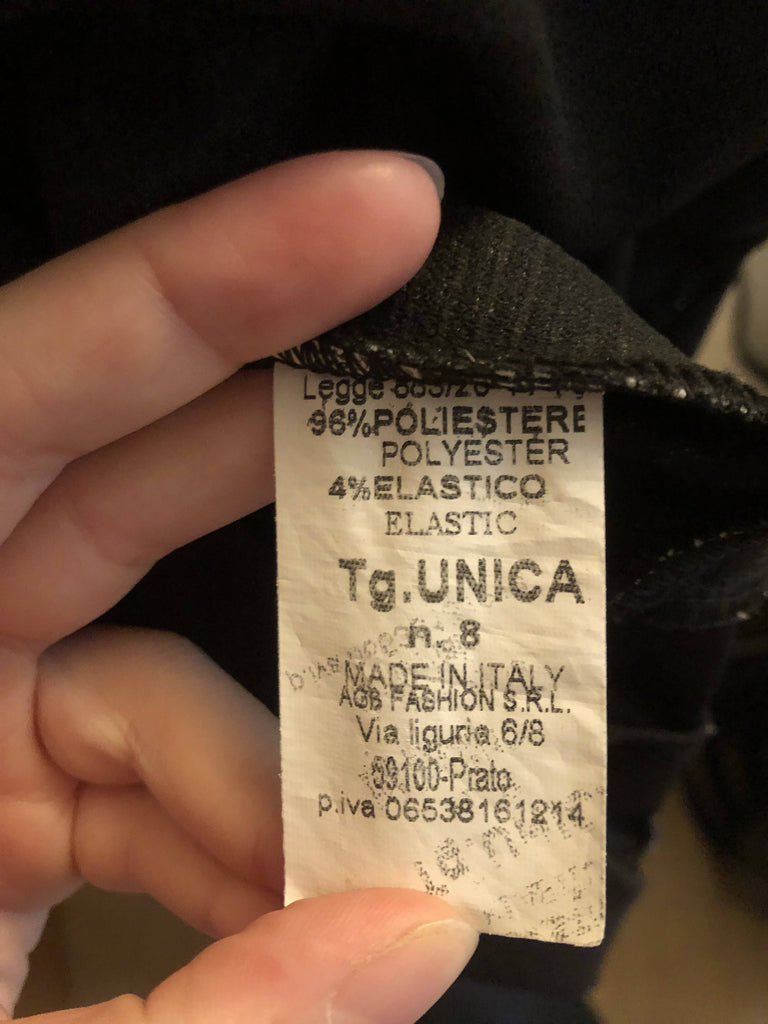 Legge
96%POLIESTERE
POLYESTER
4%ELASTICO
ELASTIC
Tg.UNICA
n. 8
MADE IN ITALY
AGB FASHION S.R.L.
Via liguria 6/8
59100-Prato
p.iva 06538161214